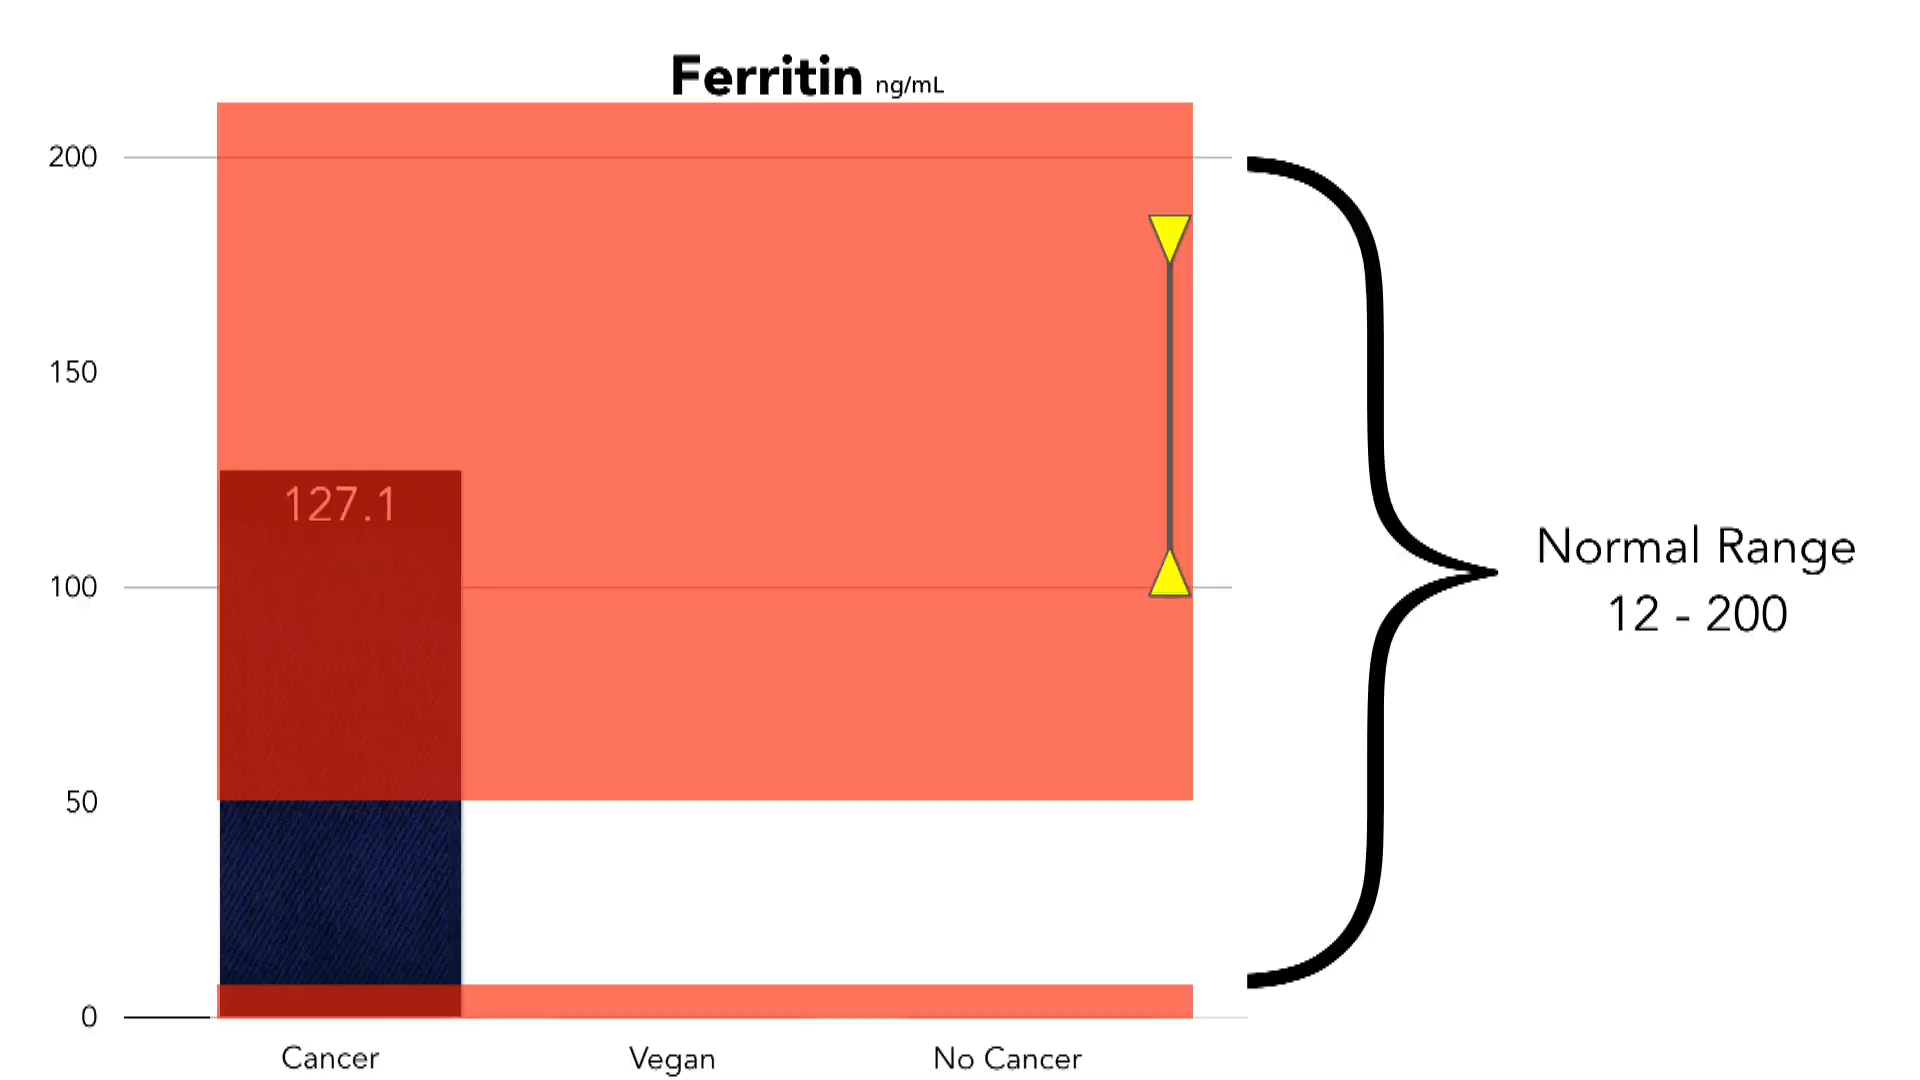 Ferritin ng/mL
200
150
100
50
0
127.1
Cancer
Vegan
No Cancer
Normal Range
12 - 200